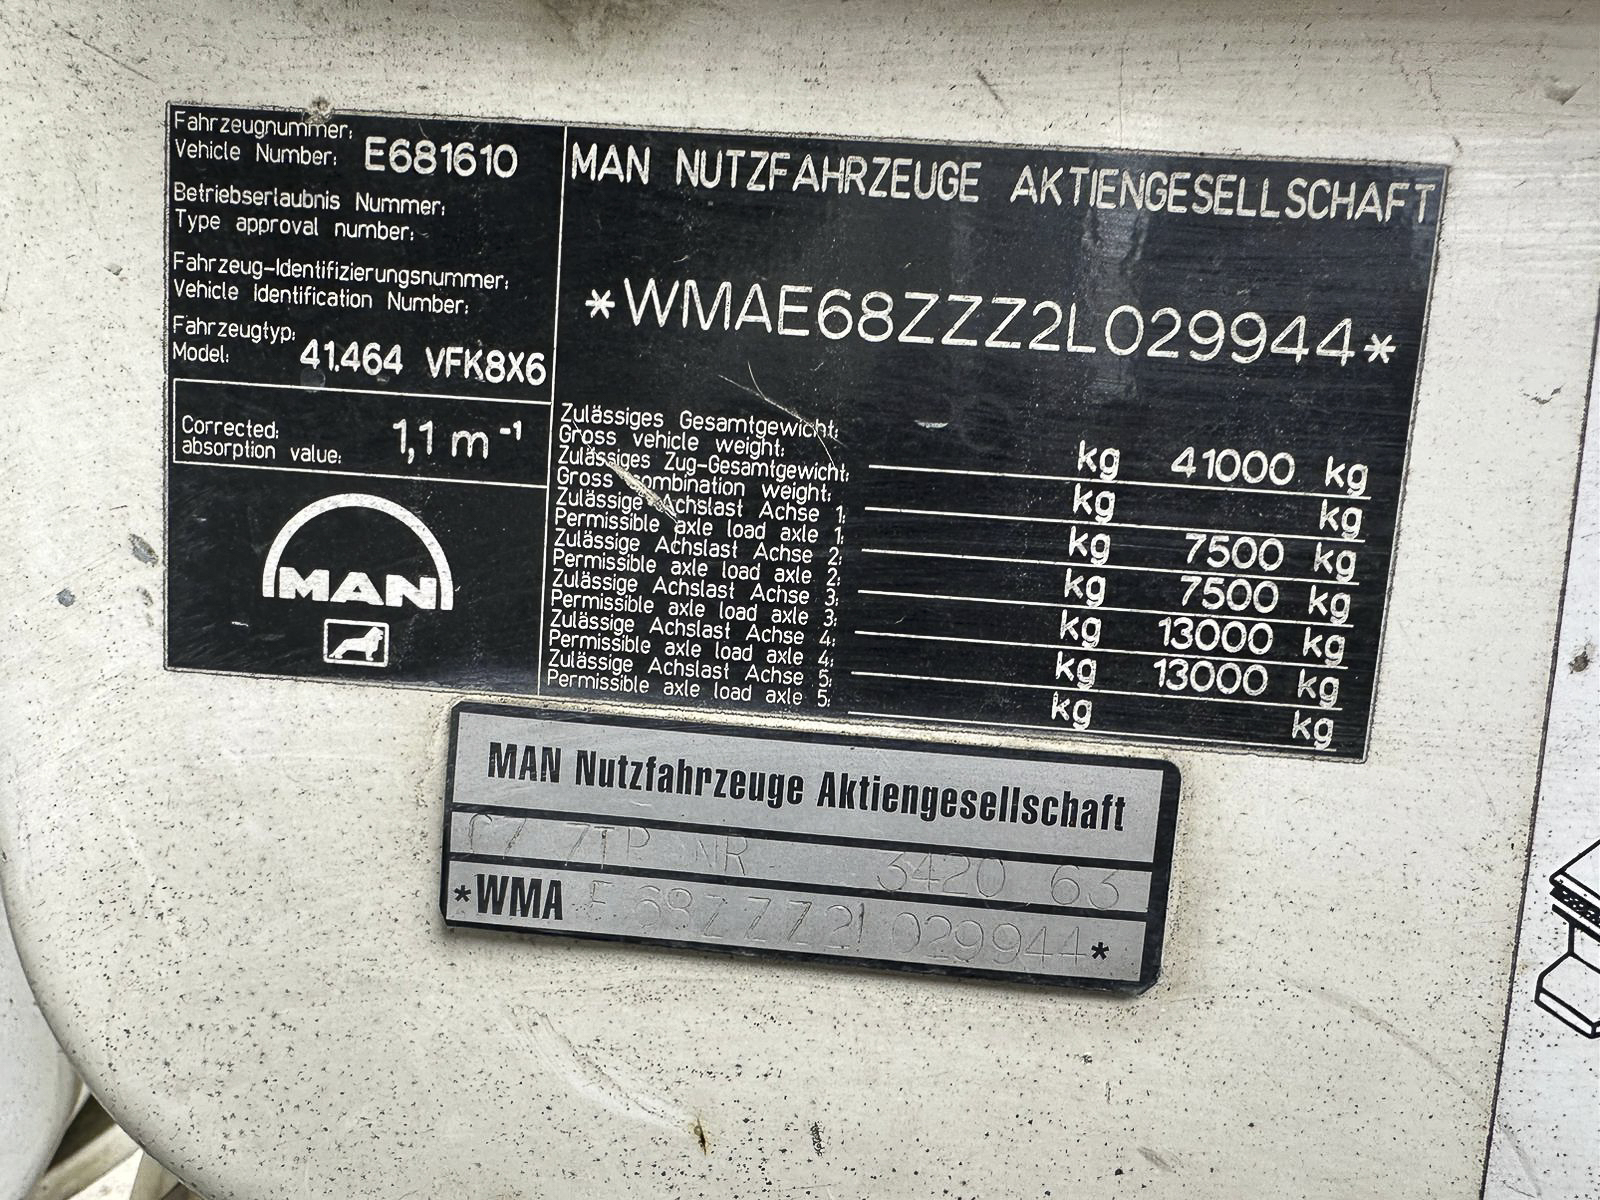 Fahrzeugnummer:
Vehicle Number: E681610
Betriebserlaubnis Nummer:
Type approval number:
Fahrzeug-Identifizierungsnummer:
Vehicle Identification Number:
Fahrzeugtyp:
Model: 41.464 VFK8X6
Corrected:
absorption value: 1,1 m⁻¹
MAN
MAN NUTZFAHRZEUGE AKTIENGESELLSCHAFT
*WMAE68ZZZ2L029944*
Zulässiges Gesamtgewicht:
Gross vehicle weight: kg 41000 kg
Zulässiges Zug-Gesamtgewicht:
Gross combination weight: kg kg
Zulässige Achslast Achse 1:
Permissible axle load axle 1: kg 7500 kg
Zulässige Achslast Achse 2:
Permissible axle load axle 2: kg 7500 kg
Zulässige Achslast Achse 3:
Permissible axle load axle 3: kg 13000 kg
Zulässige Achslast Achse 4:
Permissible axle load axle 4: kg 13000 kg
Zulässige Achslast Achse 5:
Permissible axle load axle 5: kg kg
MAN Nutzfahrzeuge Aktiengesellschaft
CZ ZTP NR. 3420 63
*WMA E68ZZZ2L029944*